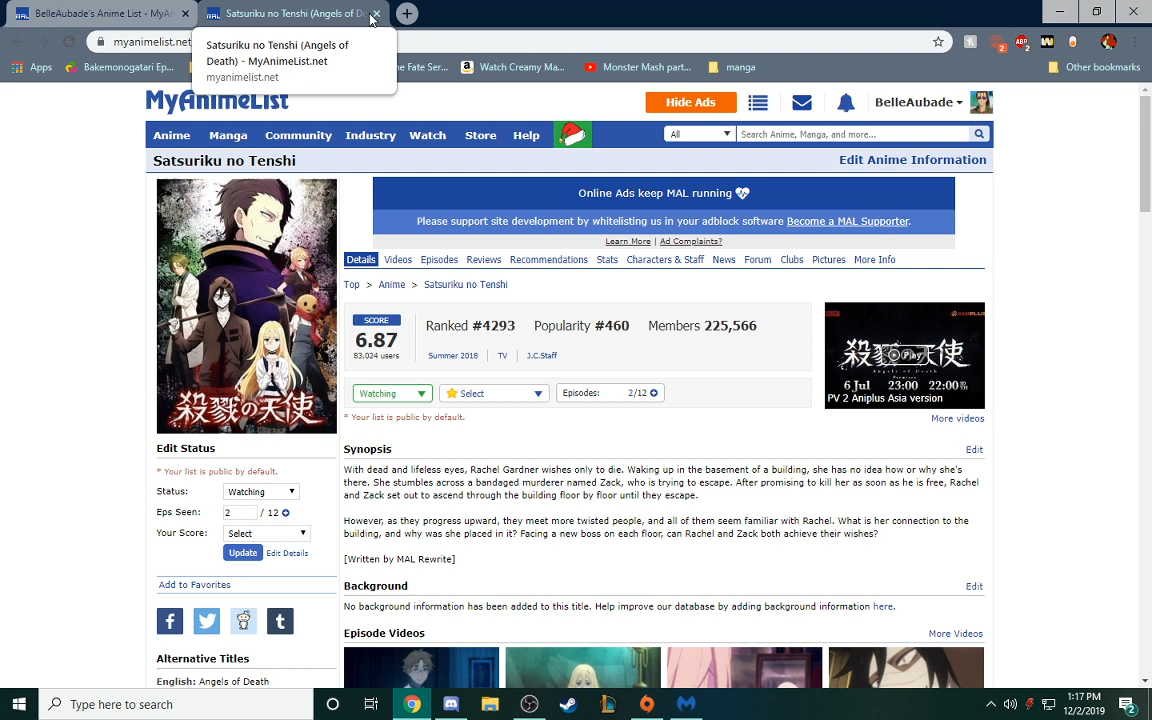 BelleAubade's Anime List - MyAn
Satsuriku no Tenshi (Angels of De
myanimelist.net
Satsuriku no Tenshi (Angels of
Death) - MyAnimeList.net
myanimelist.net
Apps
Bakemonogatari Ep...
he Fate Ser...
Watch Creamy Ma...
Monster Mash part...
manga
Other bookmarks
MyAnimeList
Hide Ads
BelleAubade
Anime Manga Community Industry Watch Store Help
All
Search Anime, Manga, and more...
Satsuriku no Tenshi
Edit Anime Information
Online Ads keep MAL running
Please support site development by whitelisting us in your adblock software Become a MAL Supporter.
Learn More | Ad Complaints?
Details Videos Episodes Reviews Recommendations Stats Characters & Staff News Forum Clubs Pictures More Info
Top > Anime > Satsuriku no Tenshi
SCORE
6.87
83,024 users
Ranked #4293 Popularity #460 Members 225,566
Summer 2018 TV J.C.Staff
Watching
Select
Episodes: 2/12
* Your list is public by default.
ANIPLUS
殺戮の天使
Play
6 Jul 23:00 22:00
PV 2 Aniplus Asia version
More videos
殺戮の天使
Edit Status
* Your list is public by default.
Status: Watching
Eps Seen: 2 / 12
Your Score: Select
Update Edit Details
Add to Favorites
Alternative Titles
English: Angels of Death
Synopsis
Edit
With dead and lifeless eyes, Rachel Gardner wishes only to die. Waking up in the basement of a building, she has no idea how or why she's
there. She stumbles across a bandaged murderer named Zack, who is trying to escape. After promising to kill her as soon as he is free, Rachel
and Zack set out to ascend through the building floor by floor until they escape.
However, as they progress upward, they meet more twisted people, and all of them seem familiar with Rachel. What is her connection to the
building, and why was she placed in it? Facing a new boss on each floor, can Rachel and Zack both achieve their wishes?
[Written by MAL Rewrite]
Background
Edit
No background information has been added to this title. Help improve our database by adding background information here.
Episode Videos
More Videos
Type here to search
1:17 PM
12/2/2019
2